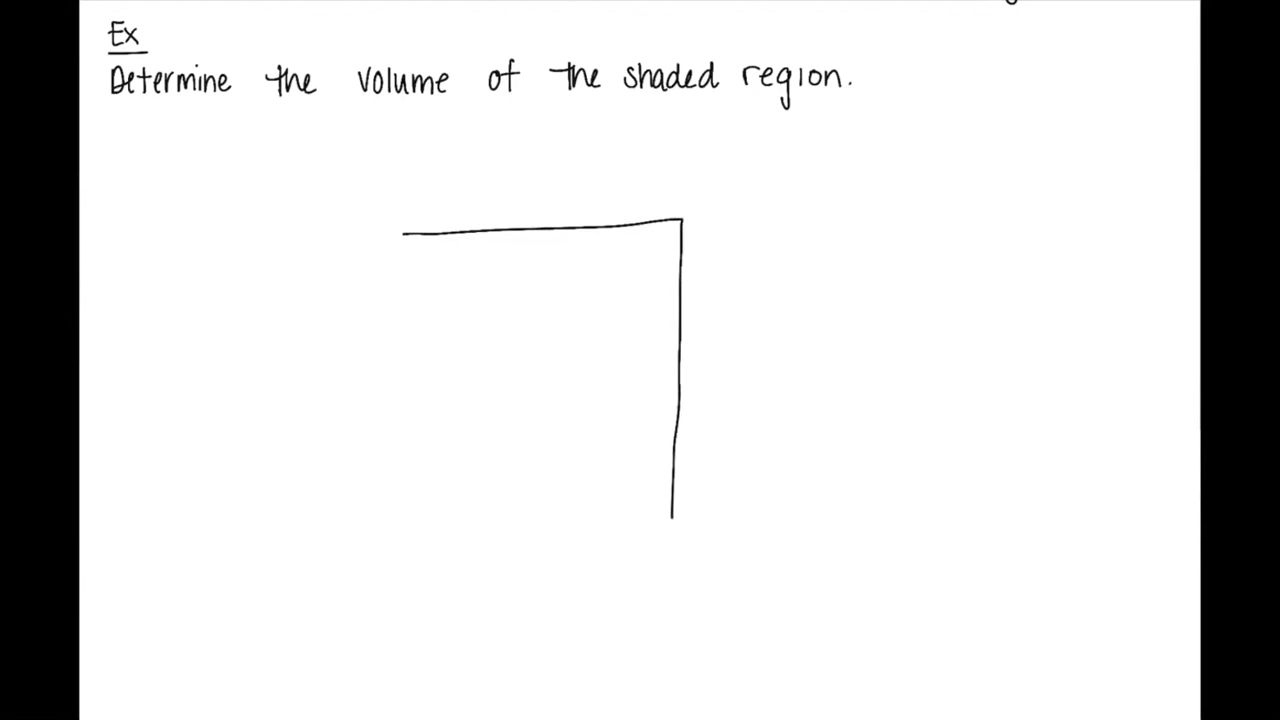 Ex
Determine the volume of the shaded region.